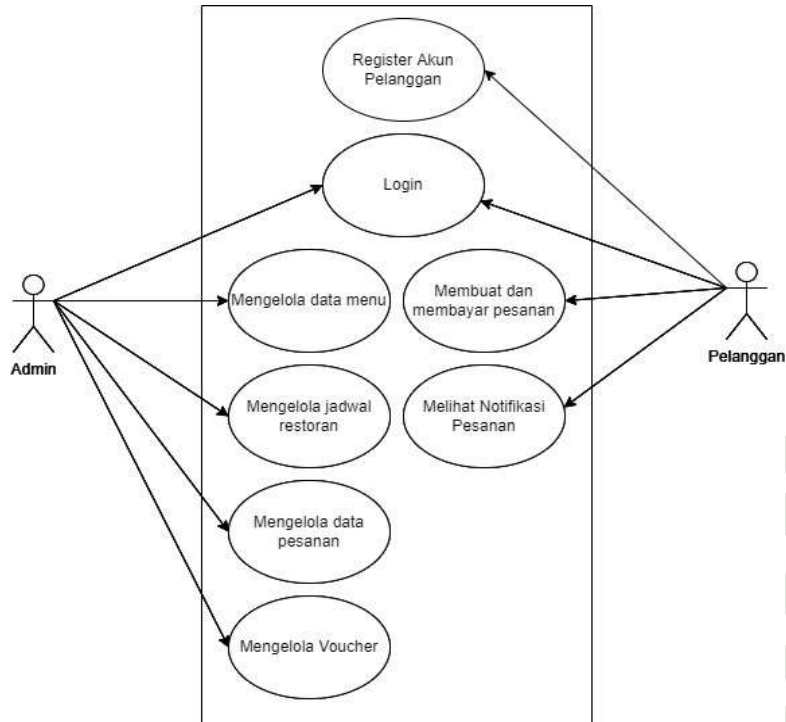 Register Akun
Pelanggan
Login
Mengelola data menu
Membuat dan
membayar pesanan
Admin
Pelanggan
Mengelola jadwal
restoran
Melihat Notifikasi
Pesanan
Mengelola data
pesanan
Mengelola Voucher